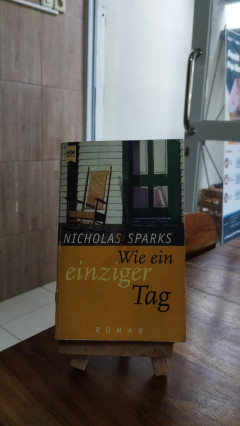 NICHOLAS SPARKS
Wie ein
einziger
Tag
ROMAN